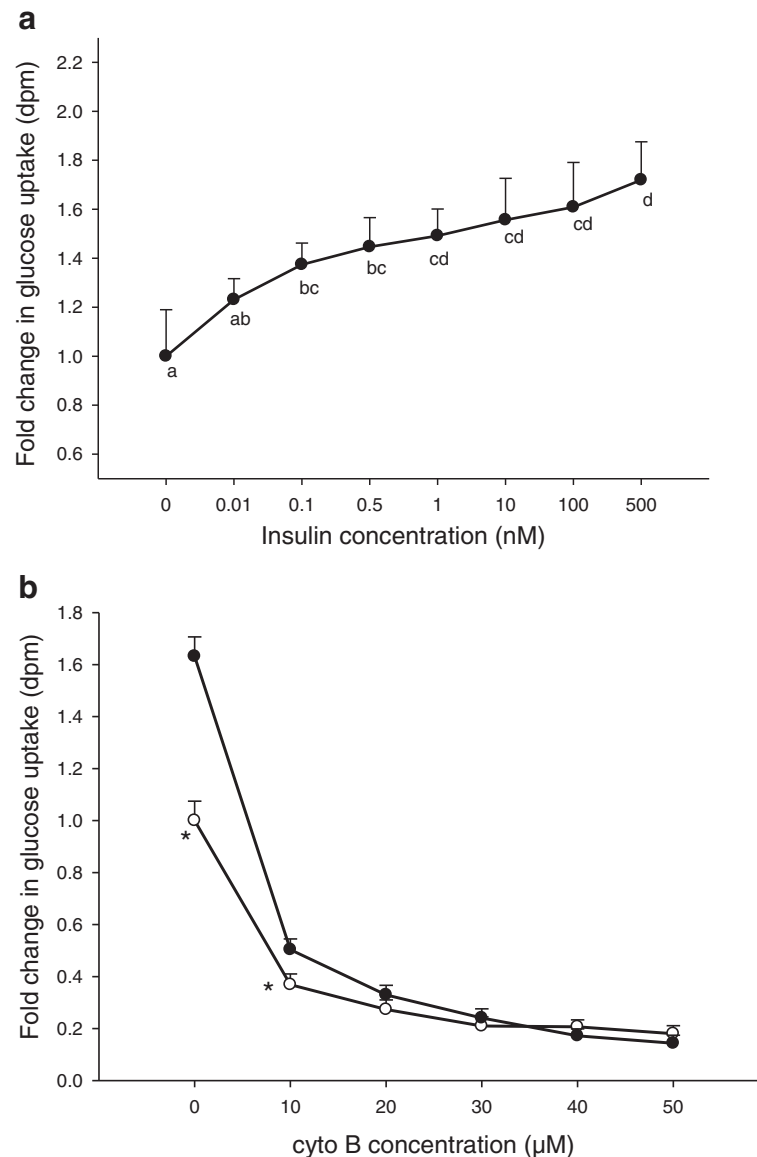 a
Fold change in glucose uptake (dpm)
2.2
2.0
1.8
1.6
1.4
1.2
1.0
0.8
0.6
a
ab
bc
bc
cd
cd
cd
d
0 0.01 0.1 0.5 1 10 100 500
Insulin concentration (nM)
b
Fold change in glucose uptake (dpm)
1.8
1.6
1.4
1.2
1.0
0.8
0.6
0.4
0.2
0.0
*
*
0 10 20 30 40 50
cyto B concentration (µM)